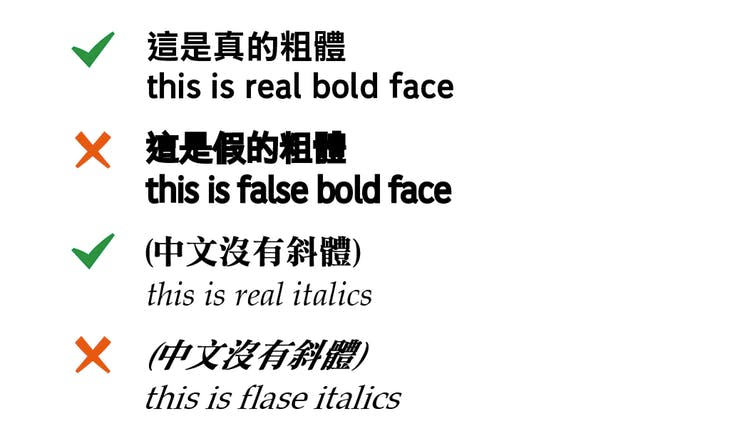 這是真的粗體
this is real bold face
這是假的粗體
this is false bold face
(中文沒有斜體)
this is real italics
(中文沒有斜體)
this is flase italics